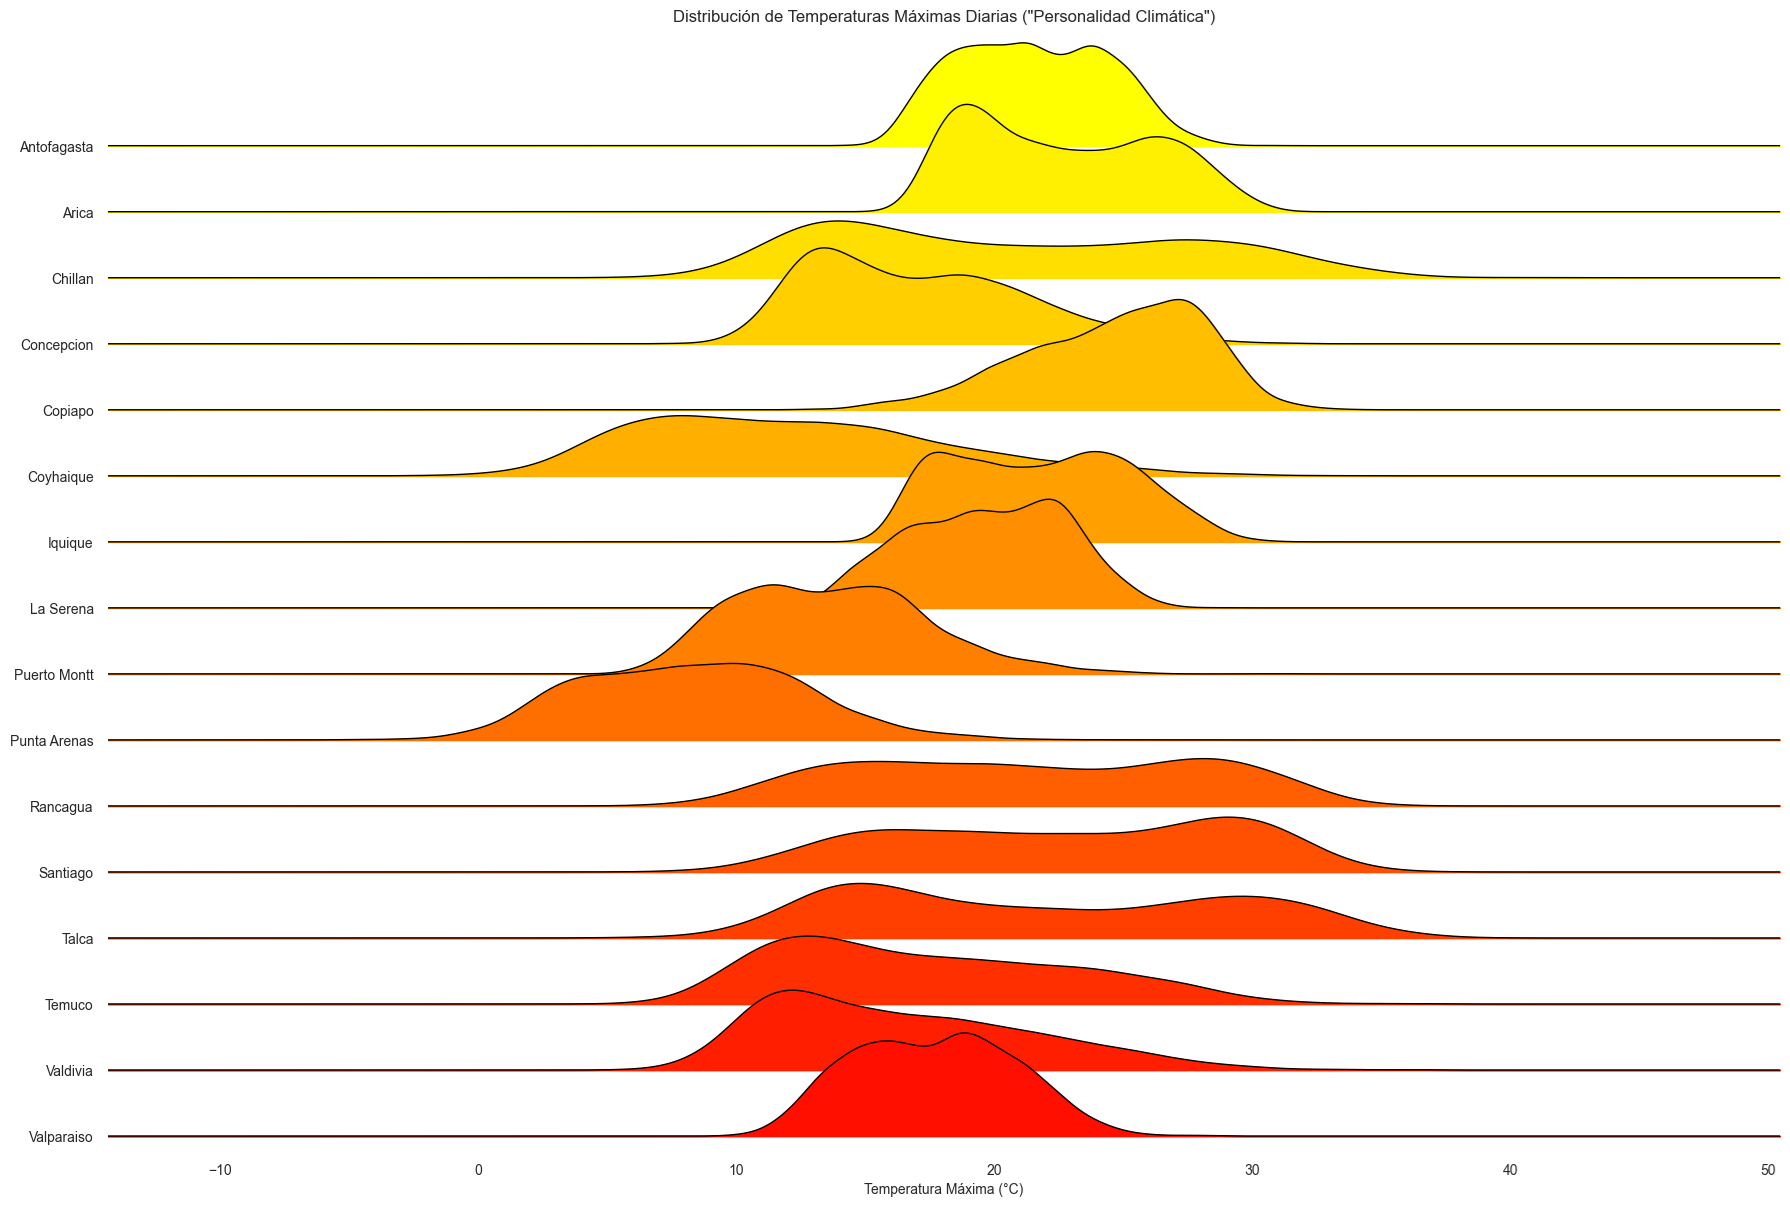 Distribución de Temperaturas Máximas Diarias ("Personalidad Climática")
Antofagasta
Arica
Chillan
Concepcion
Copiapo
Coyhaique
Iquique
La Serena
Puerto Montt
Punta Arenas
Rancagua
Santiago
Talca
Temuco
Valdivia
Valparaiso
−10 0 10 20 30 40 50
Temperatura Máxima (°C)